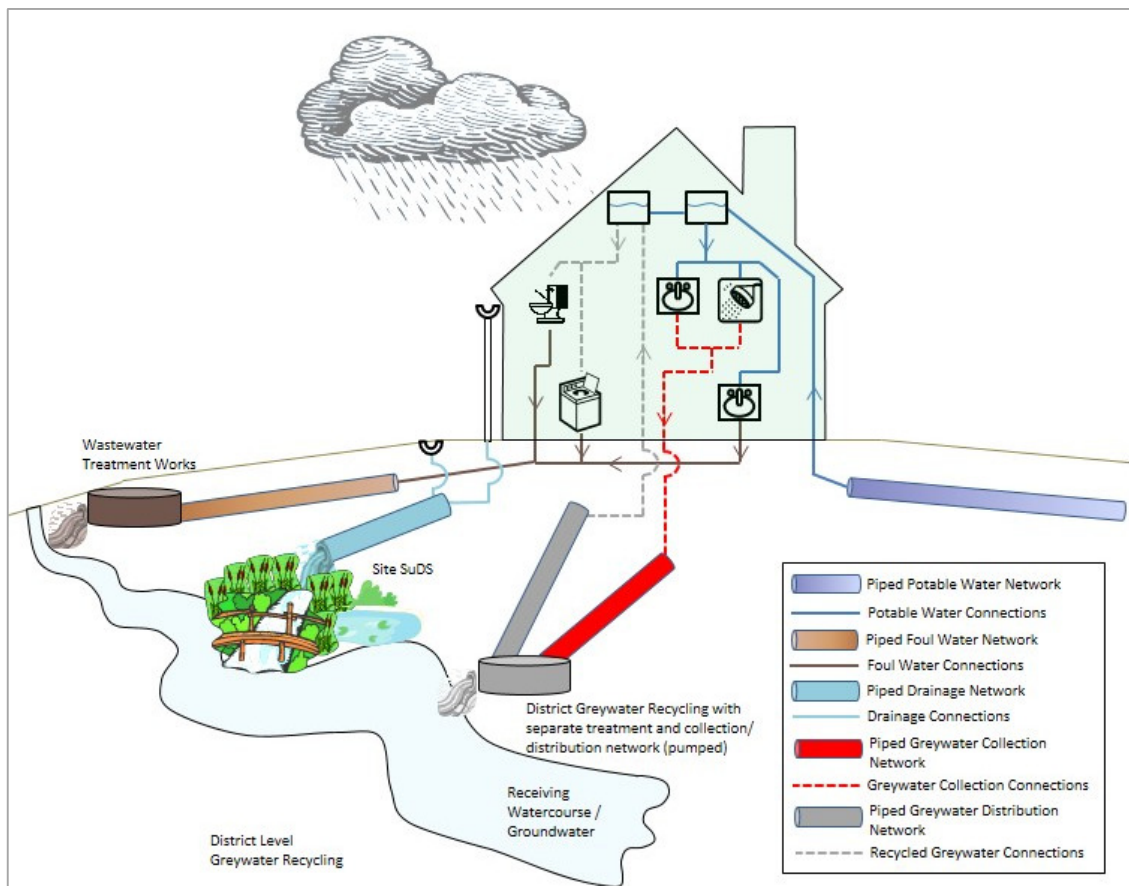 Wastewater
Treatment Works
Site SuDS
District Greywater Recycling with
separate treatment and collection/
distribution network (pumped)
Receiving
Watercourse /
Groundwater
District Level
Greywater Recycling
Piped Potable Water Network
Potable Water Connections
Piped Foul Water Network
Foul Water Connections
Piped Drainage Network
Drainage Connections
Piped Greywater Collection
Network
Greywater Collection Connections
Piped Greywater Distribution
Network
Recycled Greywater Connections